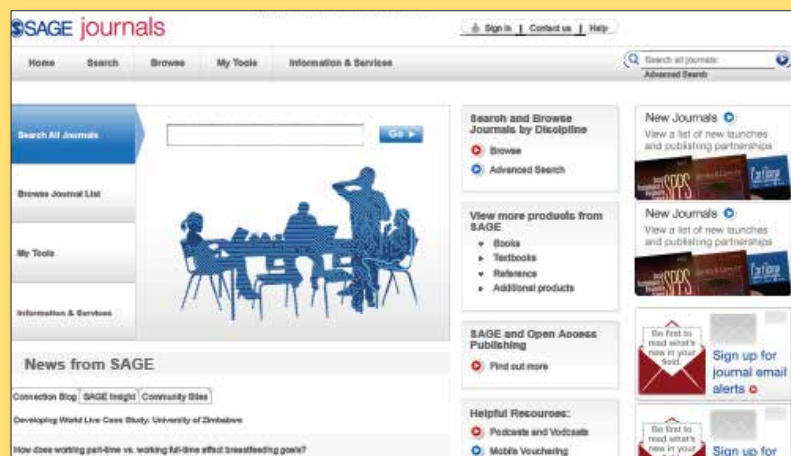 SAGE journals
Sign In | Contact us | Help
Home Search Browse My Tools Information & Services
Search all journals:
Advanced Search
Search All Journals
Go
Browse Journal List
My Tools
Information & Services
Search and Browse
Journals by Discipline
Browse
Advanced Search
View more products from
SAGE
Books
Textbooks
Reference
Additional products
SAGE and Open Access
Publishing
Find out more
Helpful Resources:
Podcasts and Vodcasts
Mobile Vouchering
New Journals
View a list of new launches
and publishing partnerships
SPPS
New Journals
View a list of new launches
and publishing partnerships
SPPS
Be first to
read what's
new in your
field.
Sign up for
journal email
alerts
Be first to
read what's
Sign up for
News from SAGE
Connection Blog SAGE Insight Community Sites
Developing World Live Case Study: University of Zimbabwe
How does working part-time vs. working full-time affect breastfeeding goals?